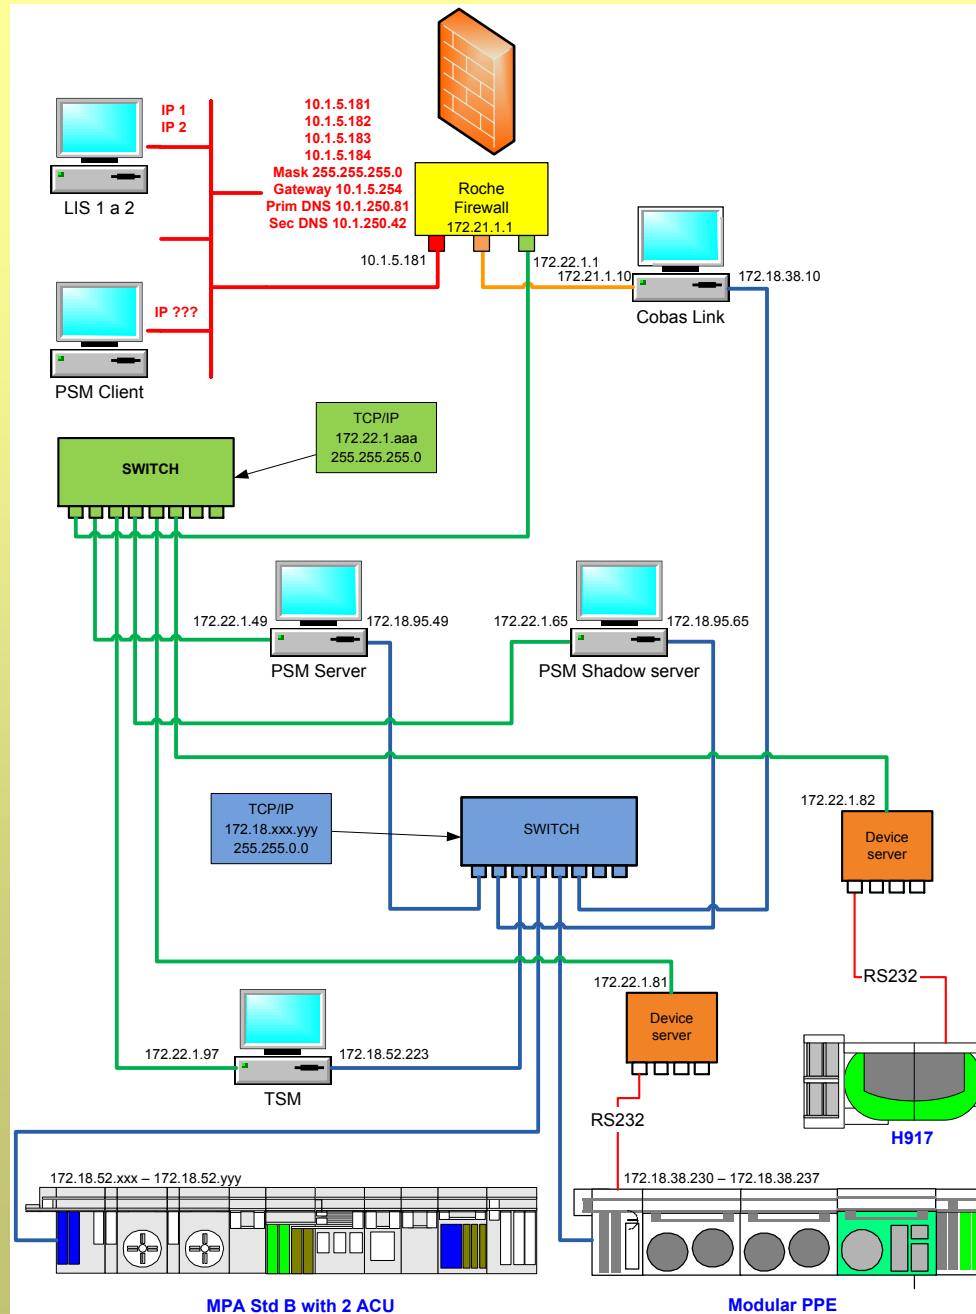 IP 1
IP 2
LIS 1 a 2
10.1.5.181
10.1.5.182
10.1.5.183
10.1.5.184
Mask 255.255.255.0
Gateway 10.1.5.254
Prim DNS 10.1.250.81
Sec DNS 10.1.250.42
Roche
Firewall
172.21.1.1
10.1.5.181
172.22.1.1
172.21.1.10
172.18.38.10
Cobas Link
IP ???
PSM Client
TCP/IP
172.22.1.aaa
255.255.255.0
SWITCH
172.22.1.49
172.18.95.49
PSM Server
172.22.1.65
172.18.95.65
PSM Shadow server
TCP/IP
172.18.xxx.yyy
255.255.0.0
SWITCH
172.22.1.82
Device
server
RS232
172.22.1.81
Device
server
RS232
172.22.1.97
172.18.52.223
TSM
H917
172.18.52.xxx – 172.18.52.yyy
172.18.38.230 – 172.18.38.237
MPA Std B with 2 ACU
Modular PPE